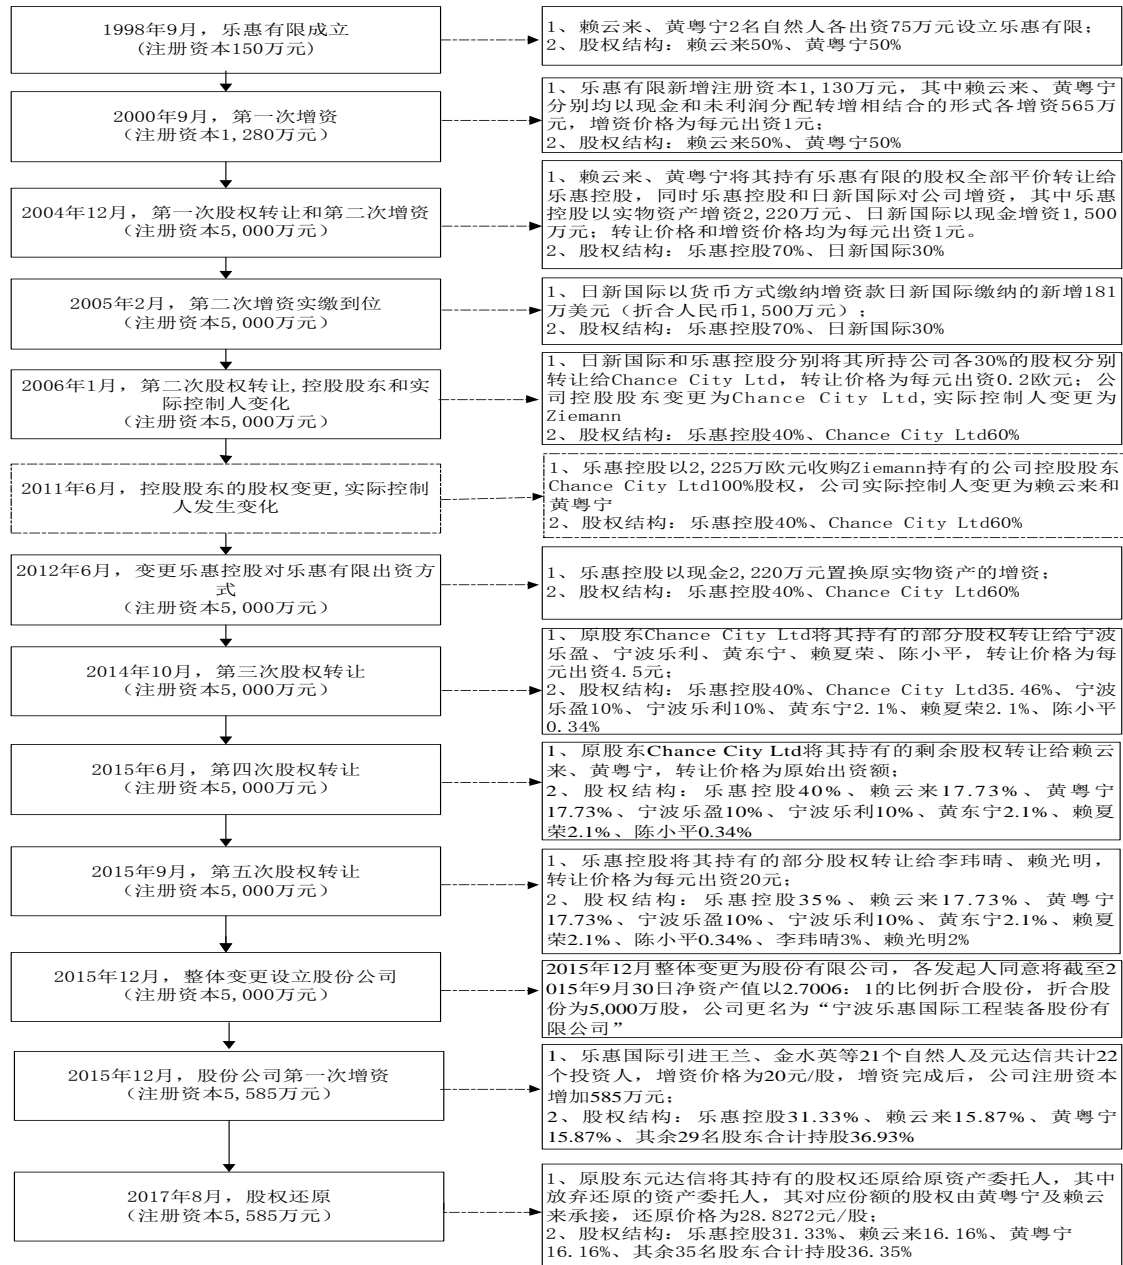 1998年9月，乐惠有限成立
(注册资本150万元)
1、赖云来、黄粤宁2名自然人各出资75万元设立乐惠有限；
2、股权结构：赖云来50%、黄粤宁50%
2000年9月，第一次增资
（注册资本1,280万元）
1、乐惠有限新增注册资本1,130万元，其中赖云来、黄粤宁
分别均以现金和未利润分配转增相结合的形式各增资565万
元，增资价格为每元出资1元；
2、股权结构：赖云来50%、黄粤宁50%
2004年12月，第一次股权转让和第二次增资
（注册资本5,000万元）
1、赖云来、黄粤宁将其持有乐惠有限的股权全部平价转让给
乐惠控股，同时乐惠控股和日新国际对公司增资，其中乐惠
控股以实物资产增资2,220万元、日新国际以现金增资1,500
万元；转让价格和增资价格均为每元出资1元。
2、股权结构：乐惠控股70%、日新国际30%
2005年2月，第二次增资实缴到位
（注册资本5,000万元）
1、日新国际以货币方式缴纳增资款日新国际缴纳的新增181
万美元（折合人民币1,500万元）；
2、股权结构：乐惠控股70%、日新国际30%
2006年1月，第二次股权转让,控股股东和实
际控制人变化
（注册资本5,000万元）
1、日新国际和乐惠控股分别将其所持公司各30%的股权分别
转让给Chance City Ltd，转让价格为每元出资0.2欧元；公
司控股股东变更为Chance City Ltd,实际控制人变更为
Ziemann
2、股权结构：乐惠控股40%、Chance City Ltd60%
2011年6月，控股股东的股权变更,实际控制
人发生变化
1、乐惠控股以2,225万欧元收购Ziemann持有的公司控股股东
Chance City Ltd100%股权，公司实际控制人变更为赖云来和
黄粤宁
2、股权结构：乐惠控股40%、Chance City Ltd60%
2012年6月，变更乐惠控股对乐惠有限出资方
式
（注册资本5,000万元）
1、乐惠控股以现金2,220万元置换原实物资产的增资；
2、股权结构：乐惠控股40%、Chance City Ltd60%
2014年10月，第三次股权转让
（注册资本5,000万元）
1、原股东Chance City Ltd将其持有的部分股权转让给宁波
乐盈、宁波乐利、黄东宁、赖夏荣、陈小平，转让价格为每
元出资4.5元；
2、股权结构：乐惠控股40%、Chance City Ltd35.46%、宁波
乐盈10%、宁波乐利10%、黄东宁2.1%、赖夏荣2.1%、陈小平
0.34%
2015年6月，第四次股权转让
（注册资本5,000万元）
1、原股东Chance City Ltd将其持有的剩余股权转让给赖云
来、黄粤宁，转让价格为原始出资额；
2、股权结构：乐惠控股40%、赖云来17.73%、黄粤宁
17.73%、宁波乐盈10%、宁波乐利10%、黄东宁2.1%、赖夏
荣2.1%、陈小平0.34%
2015年9月，第五次股权转让
（注册资本5,000万元）
1、乐惠控股将其持有的部分股权转让给李玮晴、赖光明，
转让价格为每元出资20元；
2、股权结构：乐惠控股35%、赖云来17.73%、黄粤宁
17.73%、宁波乐盈10%、宁波乐利10%、黄东宁2.1%、赖夏
荣2.1%、陈小平0.34%、李玮晴3%、赖光明2%
2015年12月，整体变更设立股份公司
（注册资本5,000万元）
2015年12月整体变更为股份有限公司，各发起人同意将截至2
015年9月30日净资产值以2.7006：1的比例折合股份，折合股
份为5,000万股，公司更名为“宁波乐惠国际工程装备股份有
限公司”
2015年12月，股份公司第一次增资
（注册资本5,585万元）
1、乐惠国际引进王兰、金水英等21个自然人及元达信共计22
个投资人，增资价格为20元/股，增资完成后，公司注册资本
增加585万元；
2、股权结构：乐惠控股31.33%、赖云来15.87%、黄粤宁
15.87%、其余29名股东合计持股36.93%
2017年8月，股权还原
（注册资本5,585万元）
1、原股东元达信将其持有的股权还原给原资产委托人，其中
放弃还原的资产委托人，其对应份额的股权由黄粤宁及赖云
来承接，还原价格为28.8272元/股；
2、股权结构：乐惠控股31.33%、赖云来16.16%、黄粤宁
16.16%、其余35名股东合计持股36.35%